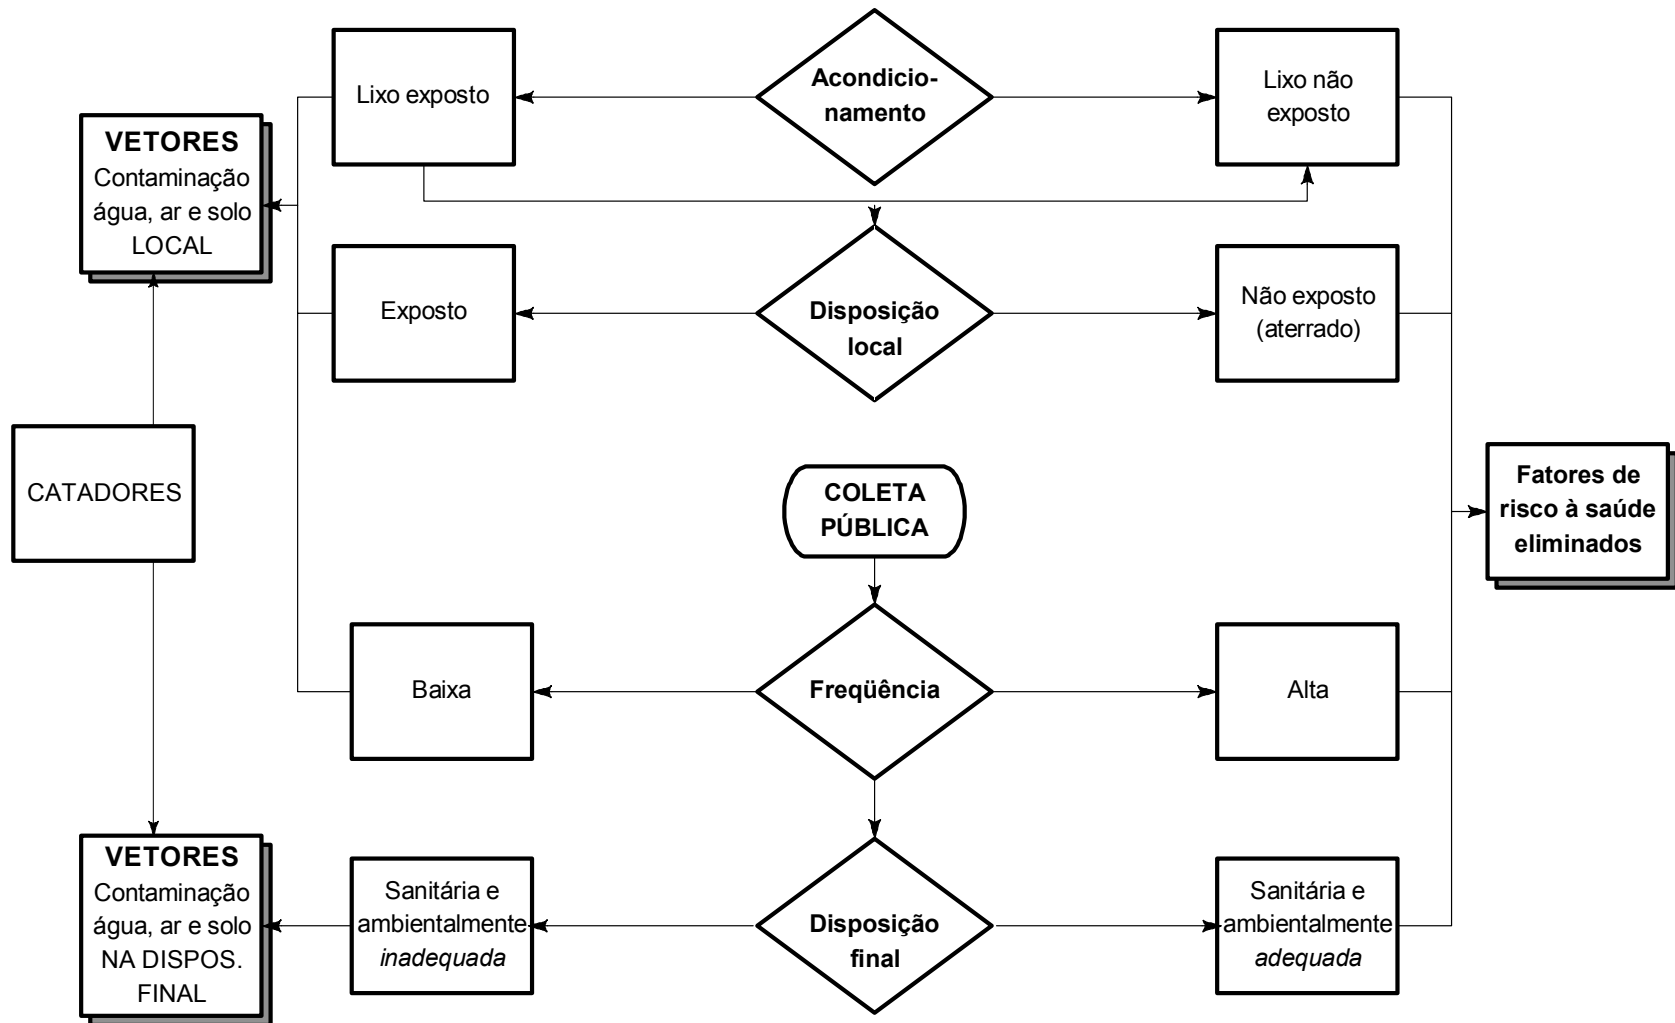 Lixo exposto
Acondicio-
namento
Lixo não
exposto
VETORES
Contaminação
água, ar e solo
LOCAL
Exposto
Disposição
local
Não exposto
(aterrado)
CATADORES
COLETA
PÚBLICA
Fatores de
risco à saúde
eliminados
Baixa
Freqüência
Alta
VETORES
Contaminação
água, ar e solo
NA DISPOS.
FINAL
Sanitária e
ambientalmente
inadequada
Disposição
final
Sanitária e
ambientalmente
adequada